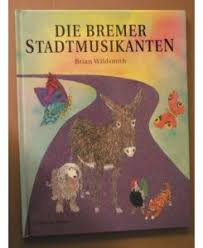 DIE BREMER
STADTMUSIKANTEN
Brian Wildsmith